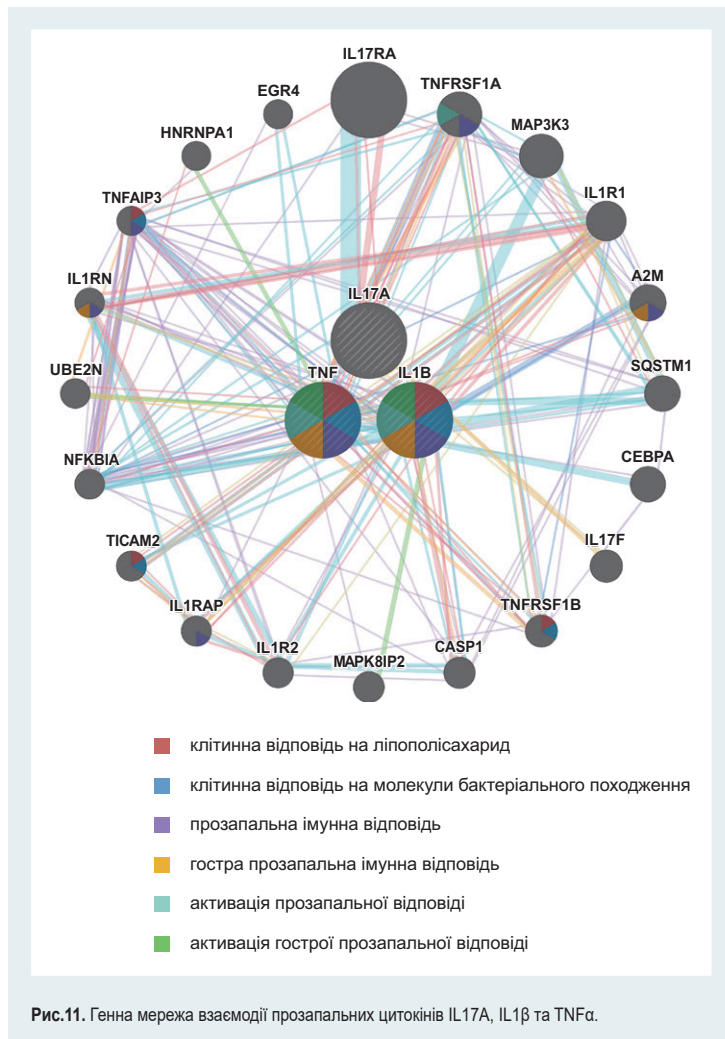 IL17RA
TNFRSF1A
EGR4
MAP3K3
HNRNPA1
IL1R1
TNFAIP3
A2M
IL1RN
IL17A
SQSTM1
UBE2N
TNF
IL1B
NFKBIA
CEBPA
TICAM2
IL17F
IL1RAP
TNFRSF1B
IL1R2
MAPK8IP2
CASP1
клітинна відповідь на ліпополісахарид
клітинна відповідь на молекули бактеріального походження
прозапальна імунна відповідь
гостра прозапальна імунна відповідь
активація прозапальної відповіді
активація гострої прозапальної відповіді
Рис.11. Генна мережа взаємодії прозапальних цитокінів IL17A, IL1β та TNFα.